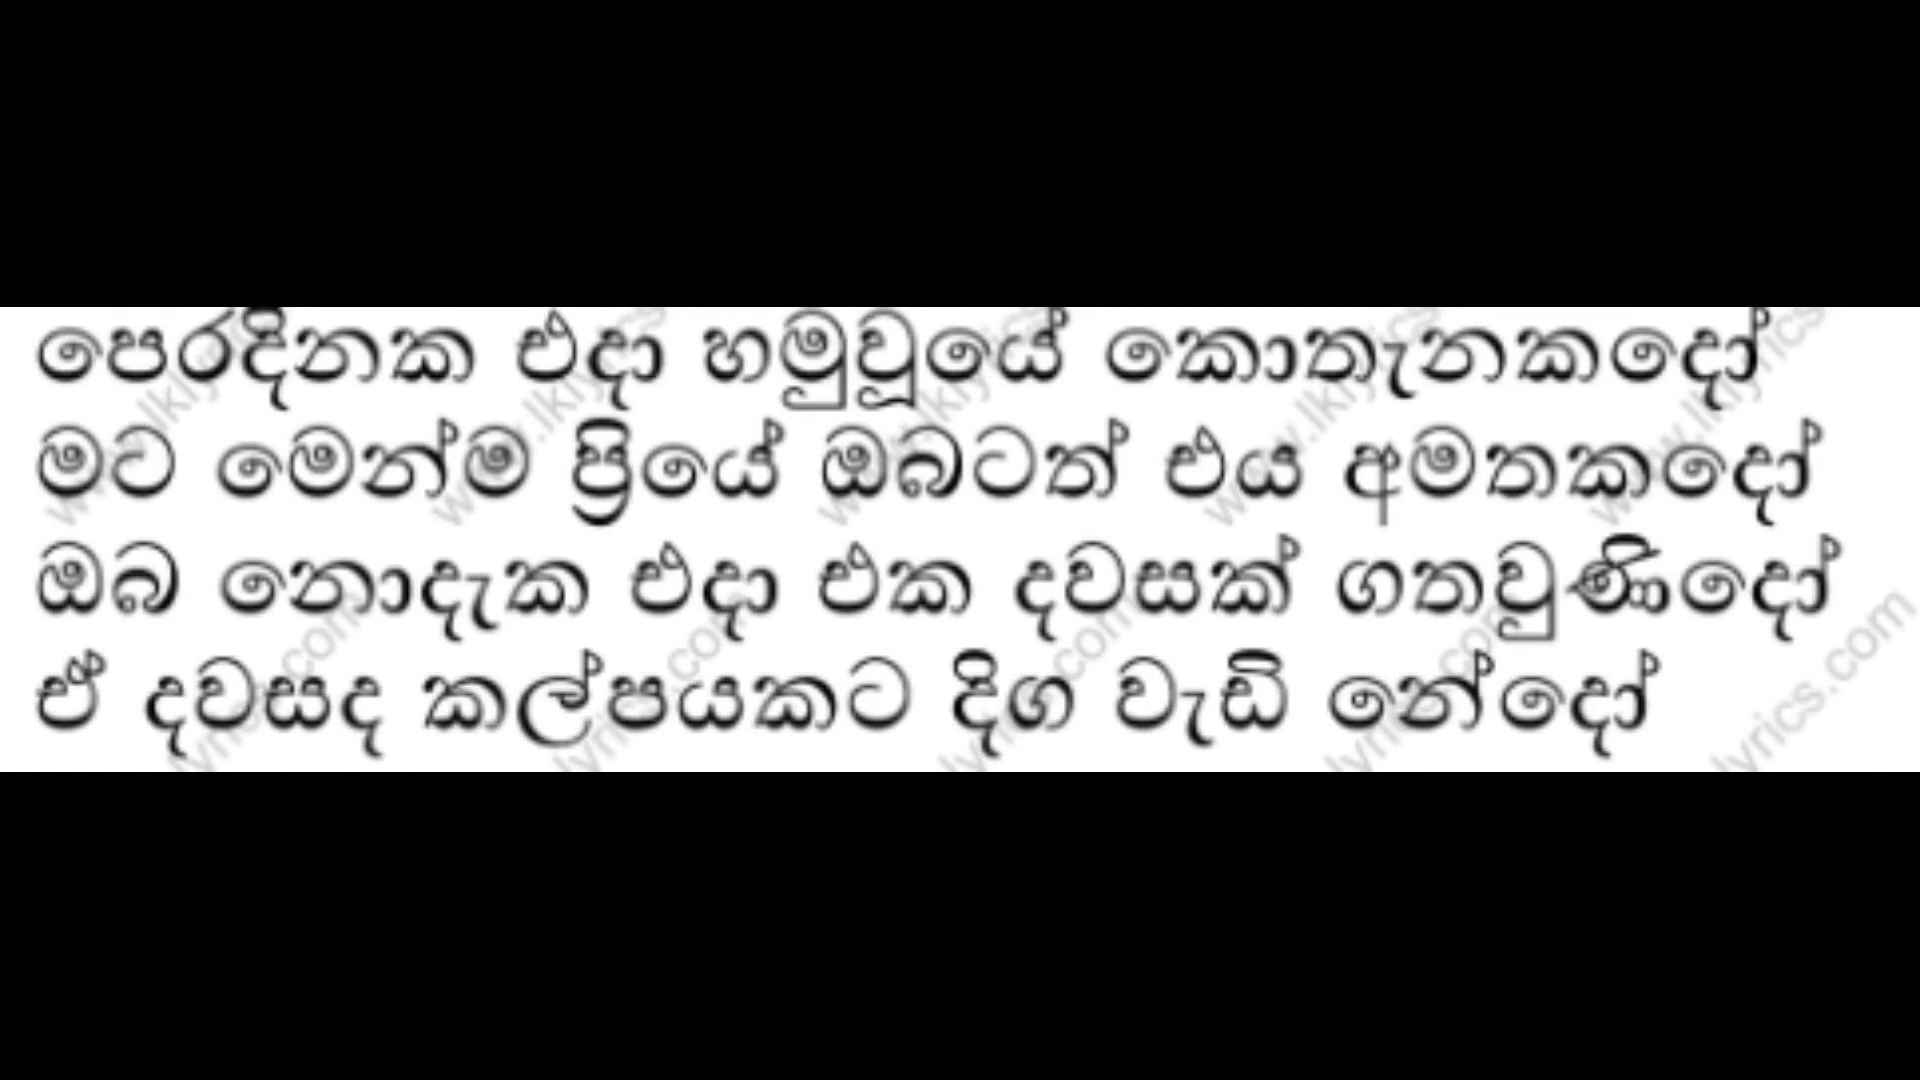 පෙරදිනක එදා හමුවූයේ කොතැනකදෝ
මට මෙන්ම ප්‍රියේ ඔබටත් එය අමතකදෝ
ඔබ නොදැක එදා එක දවසක් ගතවුණිදෝ
ඒ දවසද කල්පයකට දිග වැඩි නේදෝ